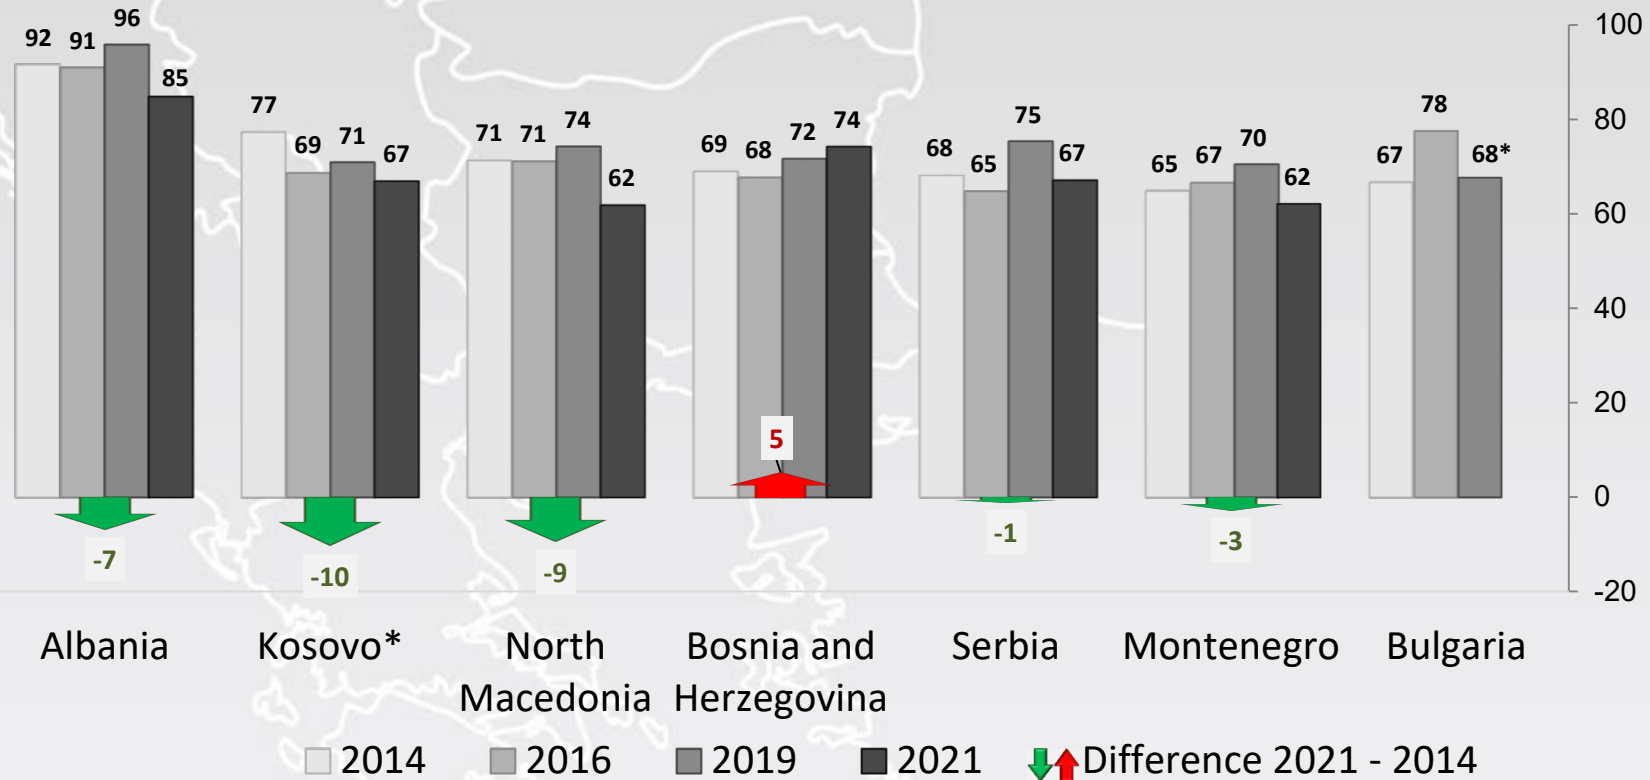 92 91 96 85
77 69 71 67
71 71 74 62
69 68 72 74
68 65 75 67
65 67 70 62
67 78 68*
100
80
60
40
20
0
-20
-7
-10
-9
5
-1
-3
Albania
Kosovo*
North
Macedonia
Bosnia and
Herzegovina
Serbia
Montenegro
Bulgaria
2014 2016 2019 2021 Difference 2021 - 2014